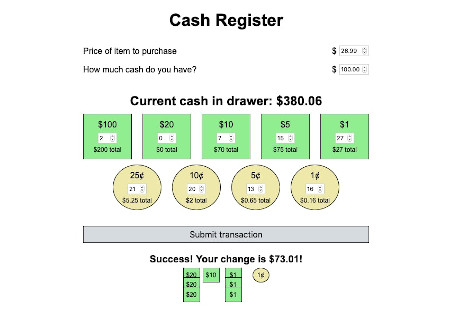 Cash Register
Price of item to purchase $ 26.99
How much cash do you have? $ 100.00
Current cash in drawer: $380.06
$100 $20 $10 $5 $1
2 0 7 15 27
$200 total $0 total $70 total $75 total $27 total
25¢ 10¢ 5¢ 1¢
21 20 13 16
$5.25 total $2 total $0.65 total $0.16 total
Submit transaction
Success! Your change is $73.01!
$20 $10 $1 1¢
$20 $1
$20 $1